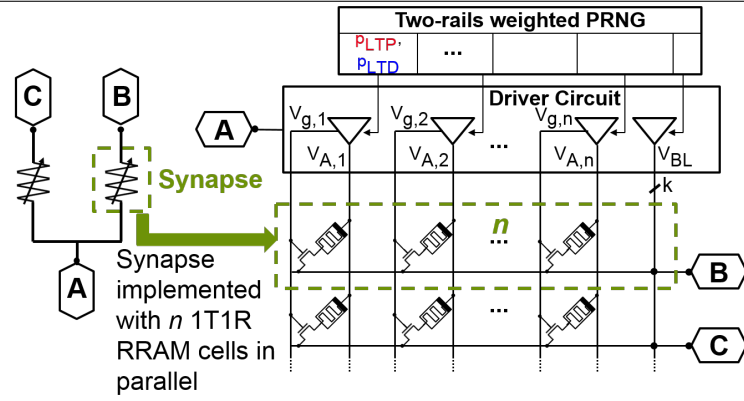 Two-rails weighted PRNG
pLTP, ...
pLTD
Driver Circuit
C B
A
Vg,1 Vg,2 Vg,n
...
VA,1 VA,2 VA,n VBL
k
Synapse
n
...
B
A
Synapse
implemented
with n 1T1R
RRAM cells in
parallel
...
C